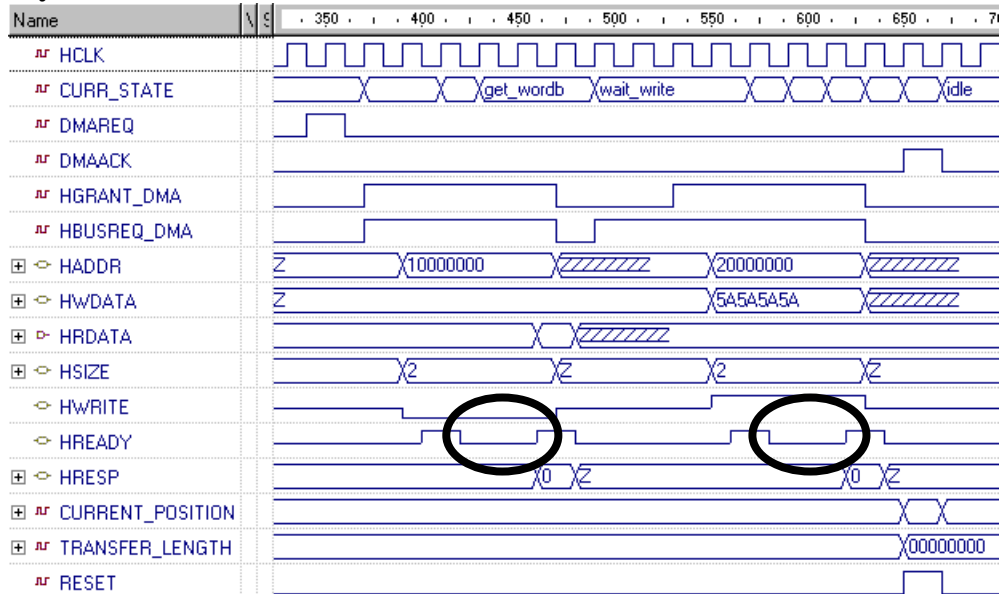 Name V S 350 400 450 500 550 600 650 70
HCLK
CURR_STATE get_wordb wait_write idle
DMAREQ
DMAACK
HGRANT_DMA
HBUSREQ_DMA
HADDR Z 10000000 ZZZZZZZZ 20000000 ZZZZZZZZ
HWDATA Z 5A5A5A5A ZZZZZZZZ
HRDATA ZZZZZZZZ
HSIZE 2 Z 2 Z
HWRITE
HREADY
HRESP 0 Z 0 Z
CURRENT_POSITION
TRANSFER_LENGTH 00000000
RESET